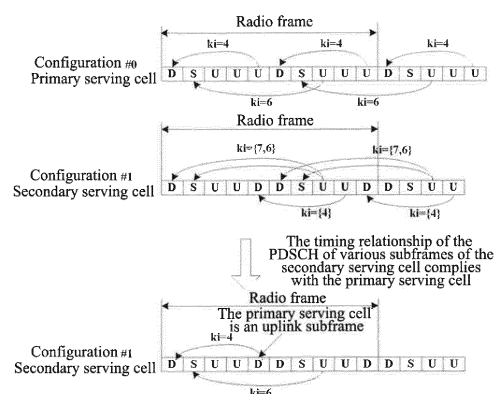 Radio frame
ki=4 ki=4 ki=4
Configuration #0
Primary serving cell
D S U U U D S U U U D S U U U
ki=6 ki=6
Radio frame
ki={7,6} ki={7,6}
Configuration #1
Secondary serving cell
D S U U D D S U U D D S U U
ki={4} ki={4}
The timing relationship of the
PDSCH of various subframes of the
secondary serving cell complies
with the primary serving cell
Radio frame
The primary serving cell
is an uplink subframe
ki=4
Configuration #1
Secondary serving cell
D S U U D D S U U D D S U U
ki=6